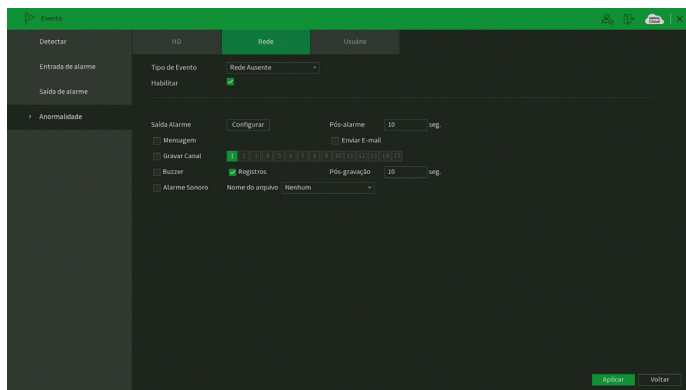 Evento
Detectar
HD Rede Usuário
Entrada de alarme
Tipo de Evento Rede Ausente
Habilitar
Saída de alarme
Anormalidade
Saída Alarme Configurar Pós-alarme 10 seg.
Mensagem Enviar E-mail
Gravar Canal 1 2 3 4 5 6 7 8 9 10 11 12 13 14 15
Buzzer Registros Pós-gravação 10 seg.
Alarme Sonoro Nome do arquivo Nenhum
Aplicar Voltar